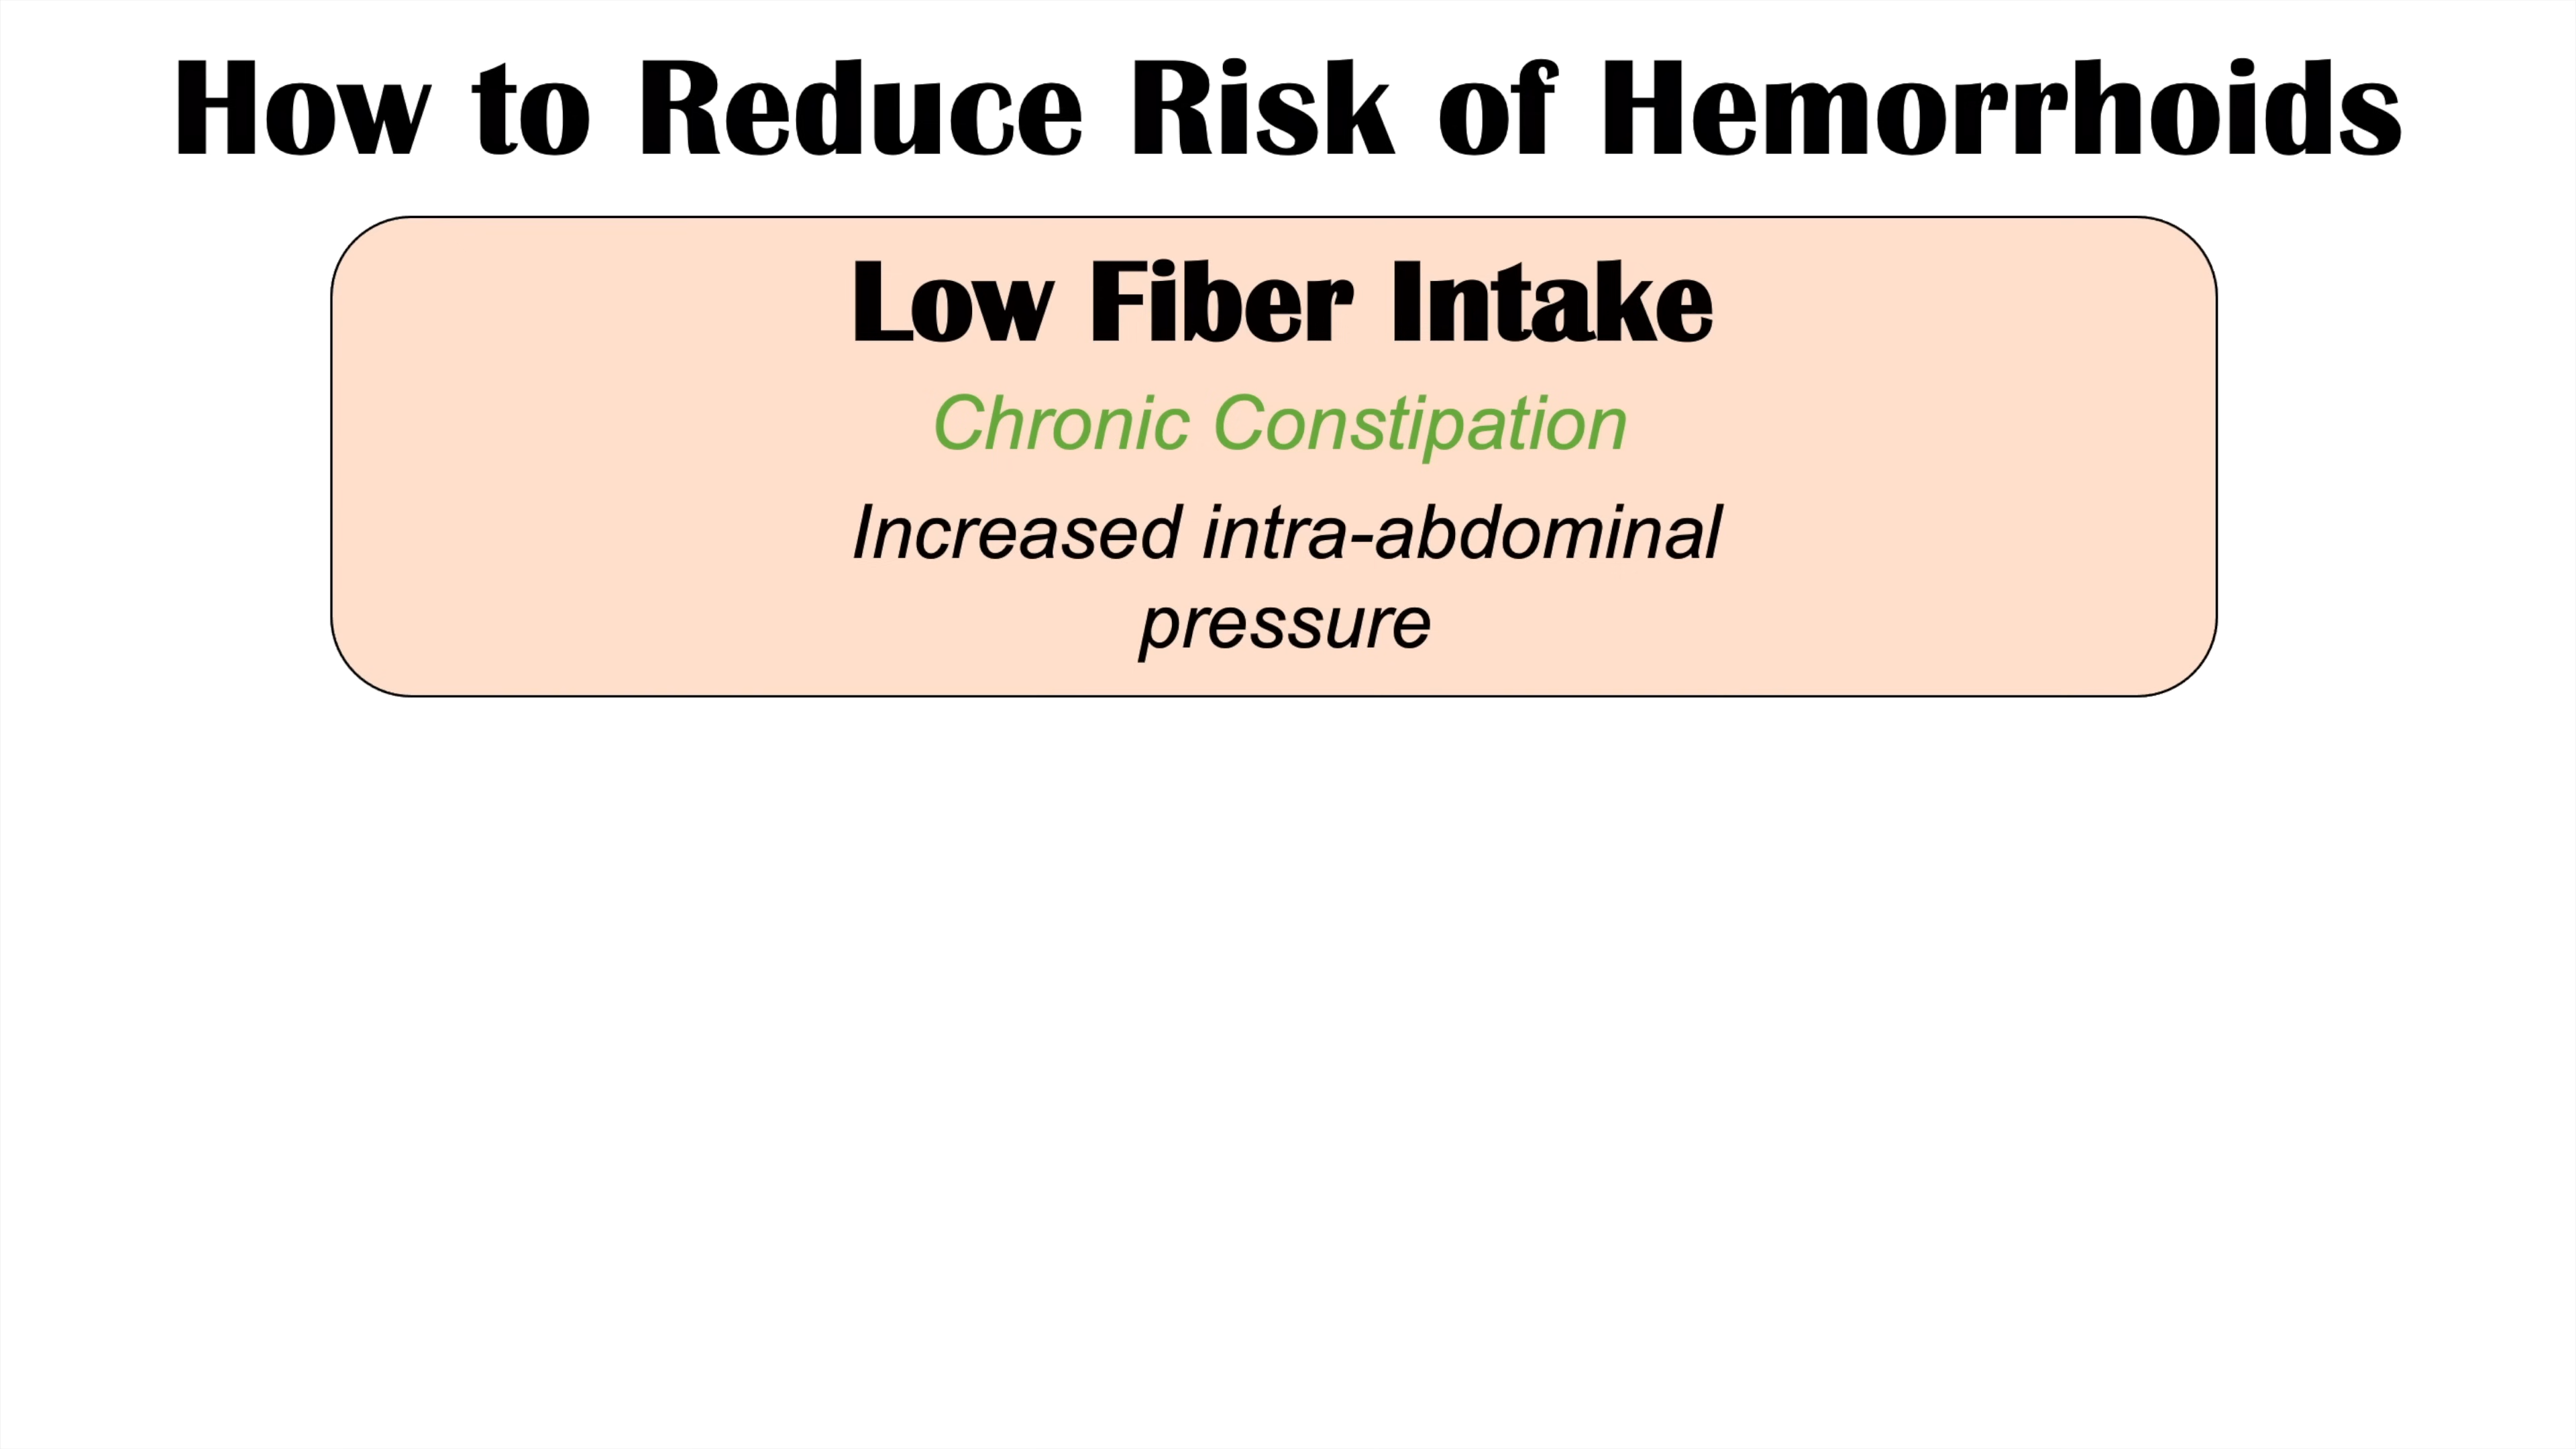 How to Reduce Risk of Hemorrhoids
Low Fiber Intake
Chronic Constipation
Increased intra-abdominal
pressure